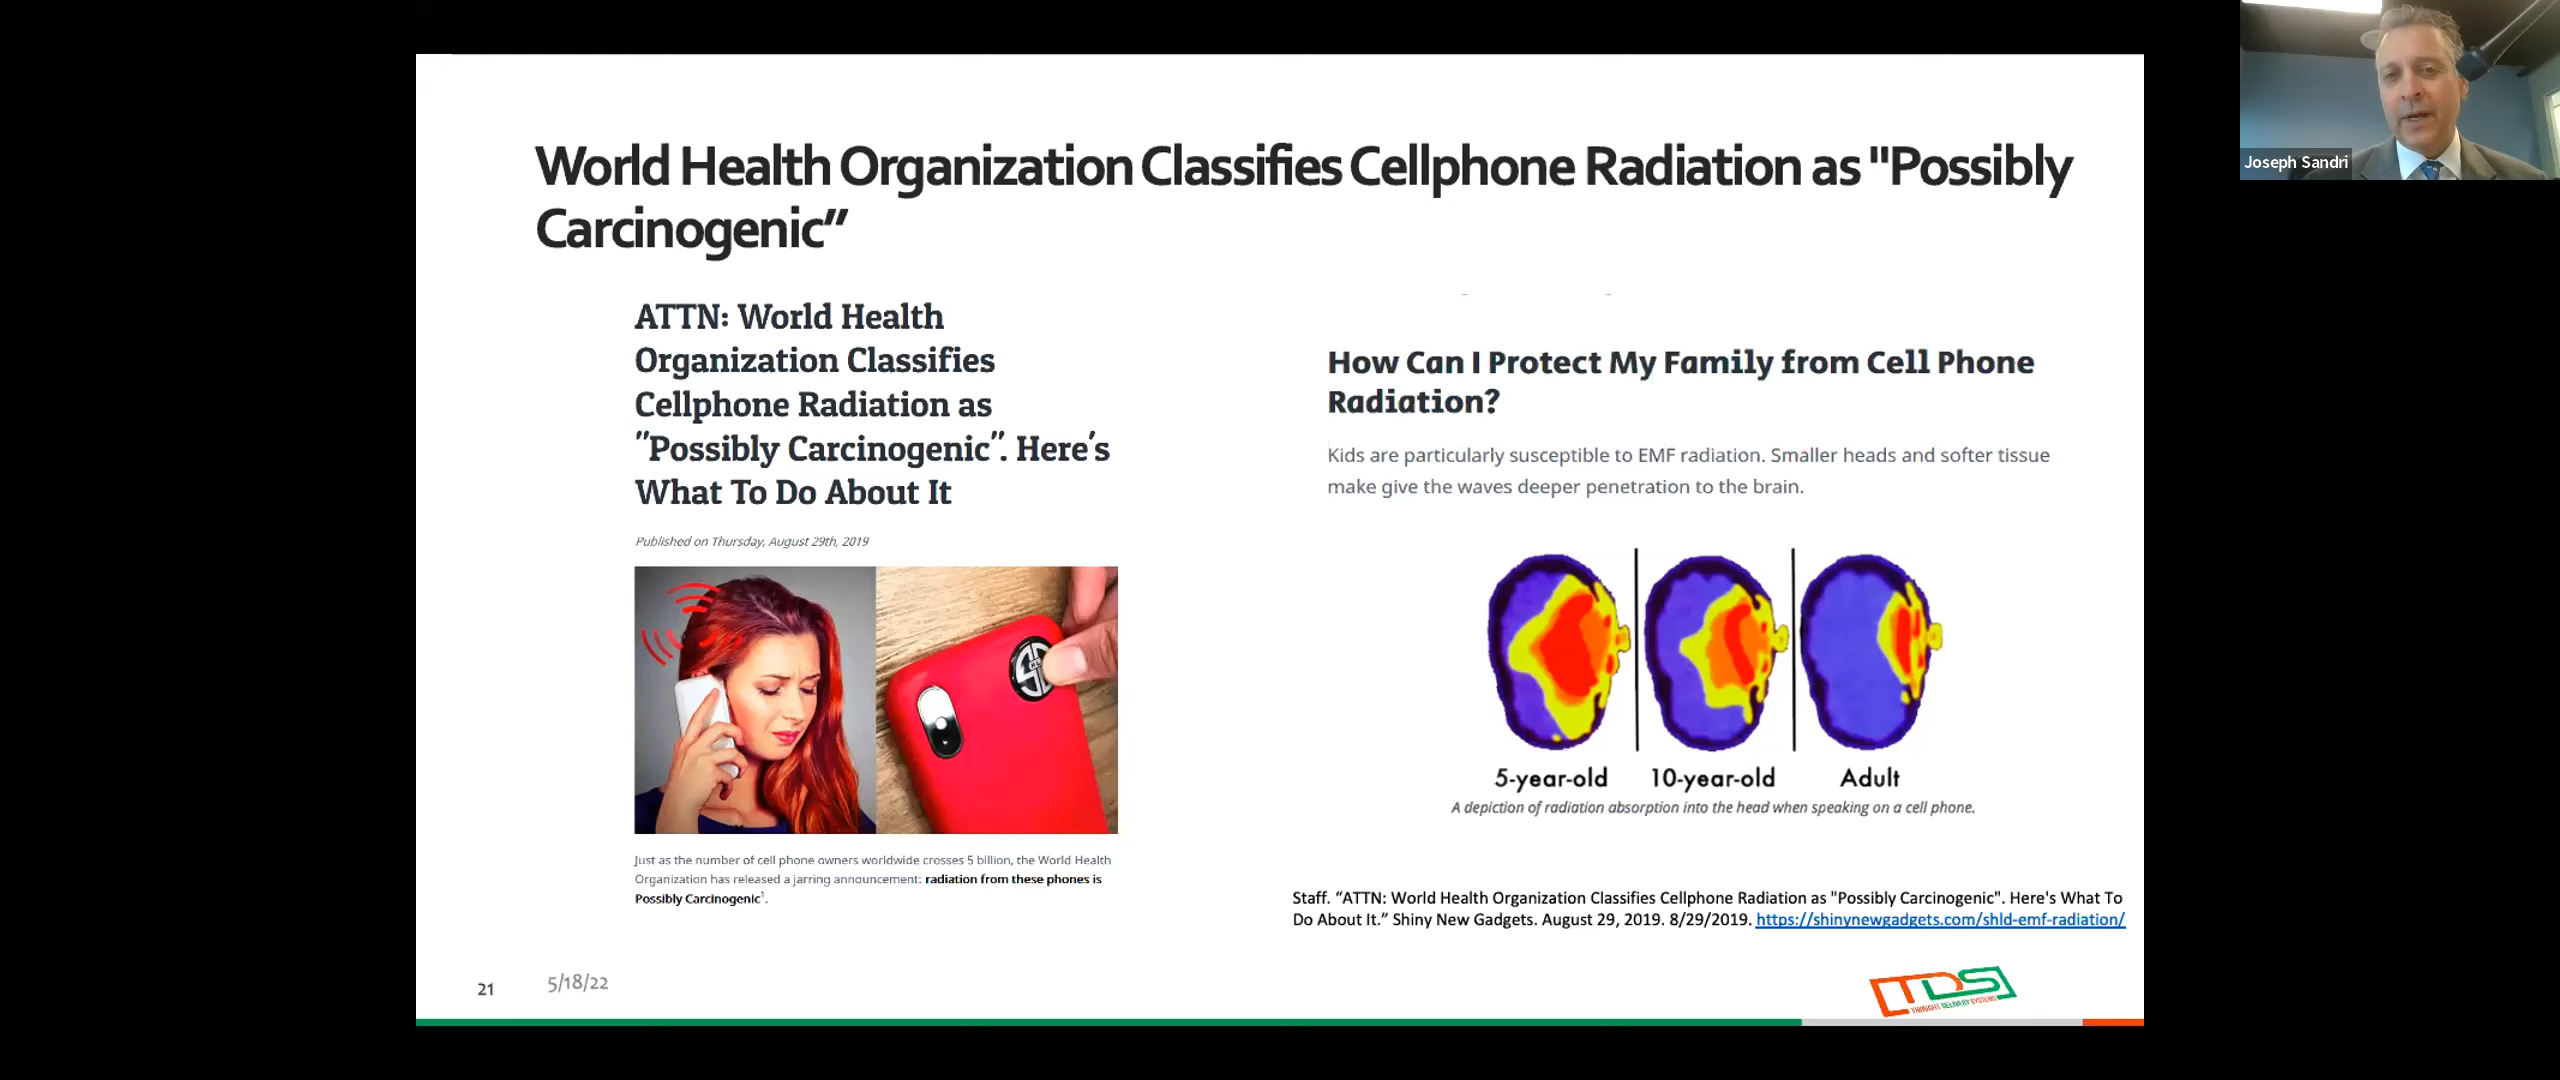 World Health Organization Classifies Cellphone Radiation as "Possibly
Carcinogenic”
ATTN: World Health
Organization Classifies
Cellphone Radiation as
"Possibly Carcinogenic". Here's
What To Do About It
Published on Thursday, August 29th, 2019
Just as the number of cell phone owners worldwide crosses 5 billion, the World Health
Organization has released a jarring announcement: radiation from these phones is
Possibly Carcinogenic¹.
How Can I Protect My Family from Cell Phone
Radiation?
Kids are particularly susceptible to EMF radiation. Smaller heads and softer tissue
make give the waves deeper penetration to the brain.
5-year-old 10-year-old Adult
A depiction of radiation absorption into the head when speaking on a cell phone.
Staff. “ATTN: World Health Organization Classifies Cellphone Radiation as "Possibly Carcinogenic". Here's What To
Do About It.” Shiny New Gadgets. August 29, 2019. 8/29/2019. https://shinynewgadgets.com/shld-emf-radiation/
21
5/18/22
TDS
THOUGHT DELIVERY SYSTEMS
Joseph Sandri